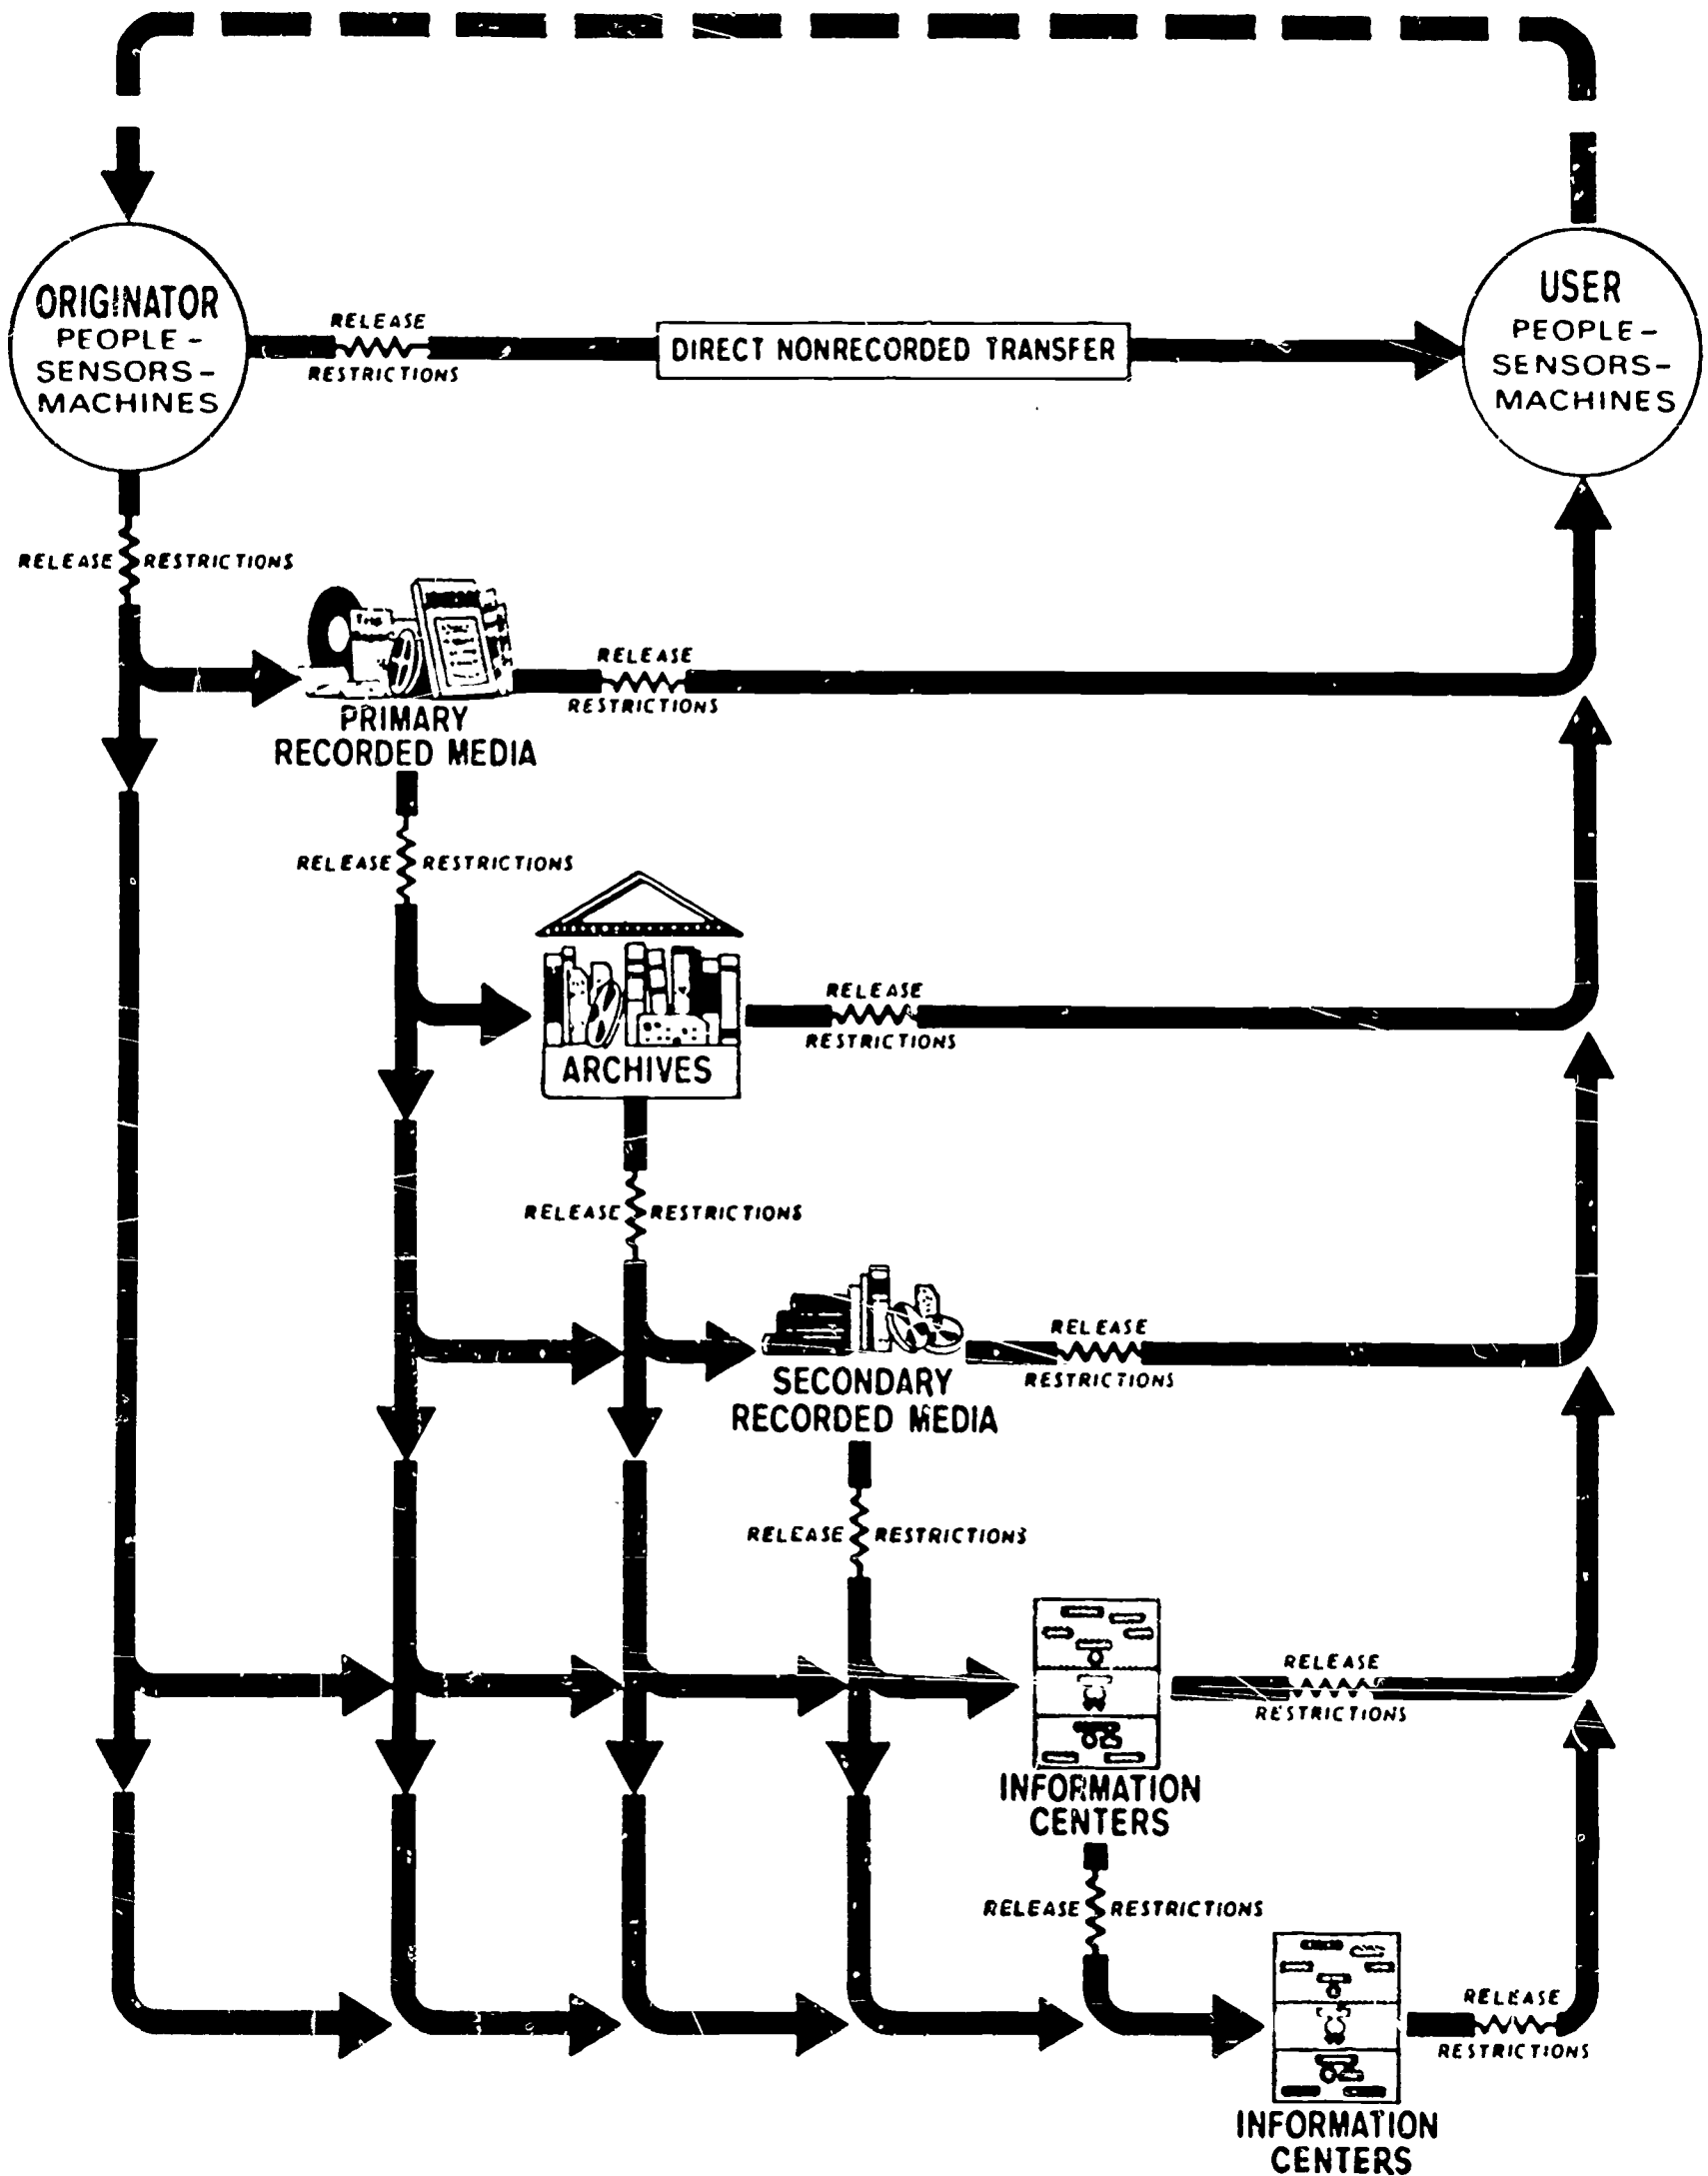 ORIGINATOR
PEOPLE -
SENSORS -
MACHINES
RELEASE
RESTRICTIONS
DIRECT NONRECORDED TRANSFER
USER
PEOPLE -
SENSORS -
MACHINES
RELEASE RESTRICTIONS
RELEASE
RESTRICTIONS
PRIMARY
RECORDED MEDIA
RELEASE RESTRICTIONS
RELEASE
RESTRICTIONS
ARCHIVES
RELEASE RESTRICTIONS
RELEASE
RESTRICTIONS
SECONDARY
RECORDED MEDIA
RELEASE RESTRICTIONS
RELEASE
RESTRICTIONS
INFORMATION
CENTERS
RELEASE RESTRICTIONS
RELEASE
RESTRICTIONS
INFORMATION
CENTERS